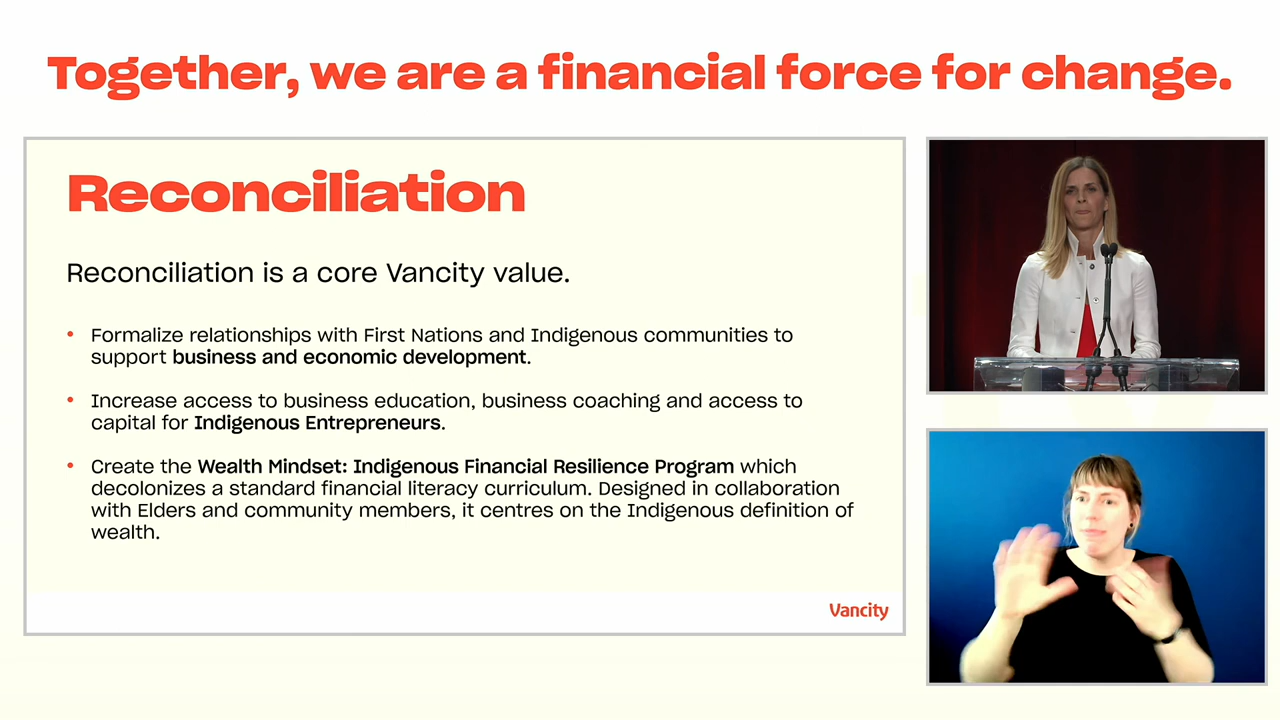 Together, we are a financial force for change.
Reconciliation
Reconciliation is a core Vancity value.
• Formalize relationships with First Nations and Indigenous communities to
support business and economic development.
• Increase access to business education, business coaching and access to
capital for Indigenous Entrepreneurs.
• Create the Wealth Mindset: Indigenous Financial Resilience Program which
decolonizes a standard financial literacy curriculum. Designed in collaboration
with Elders and community members, it centres on the Indigenous definition of
wealth.
Vancity